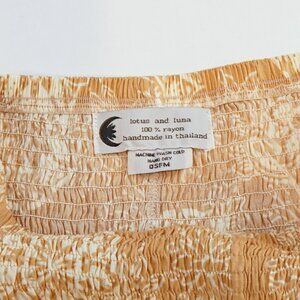 lotus and luna
100 % rayon
handmade in thailand
MACHINE WASH COLD
HANG DRY
OSFM